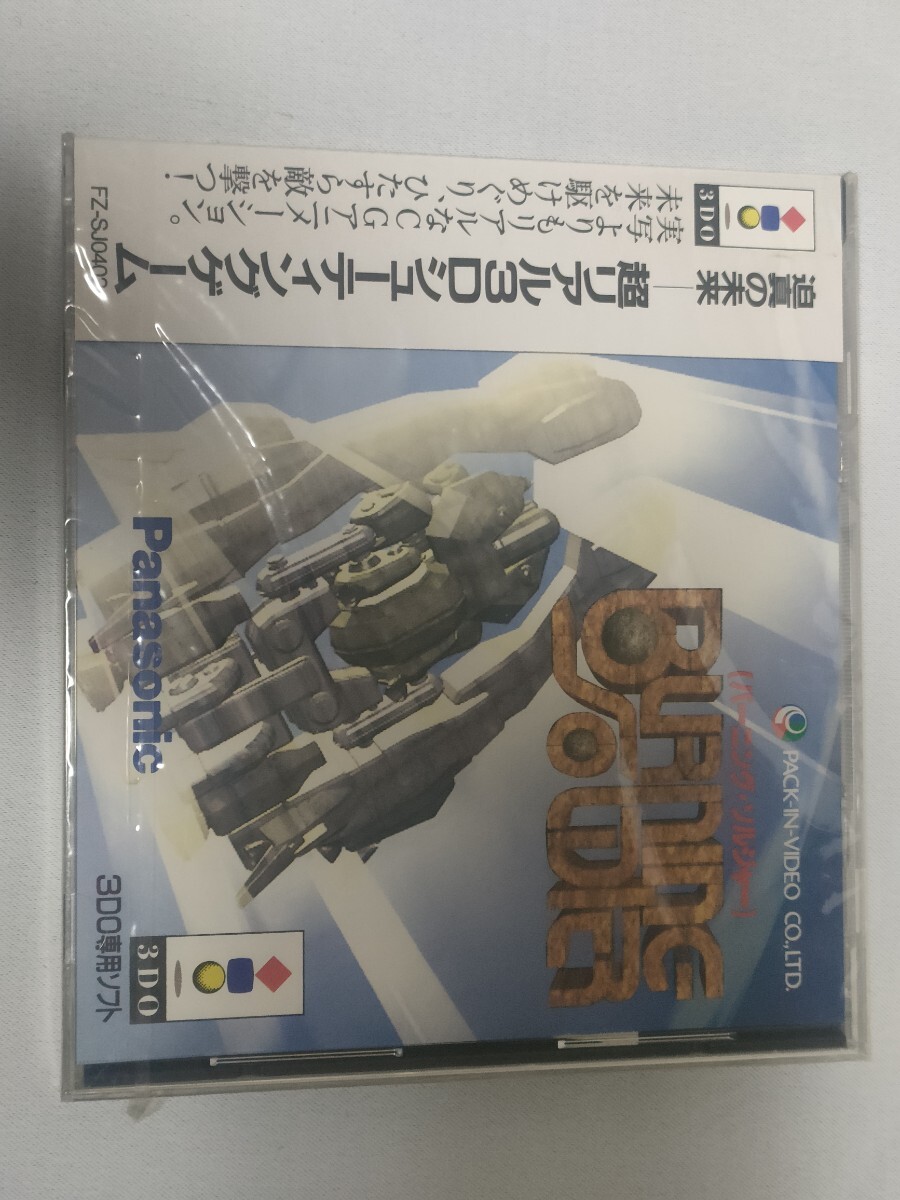 3DO
実写よりもリアルなCGアニメーション。
未来を駆けめぐり、ひたすら敵を撃つ!
迫真の未来——超リアル3Dシューティングゲーム
PACK-IN-VIDEO CO.,LTD.
[バーニング・ソルジャー]
BURNING
SOLDIER
Panasonic
3DO
3DO専用ソフト